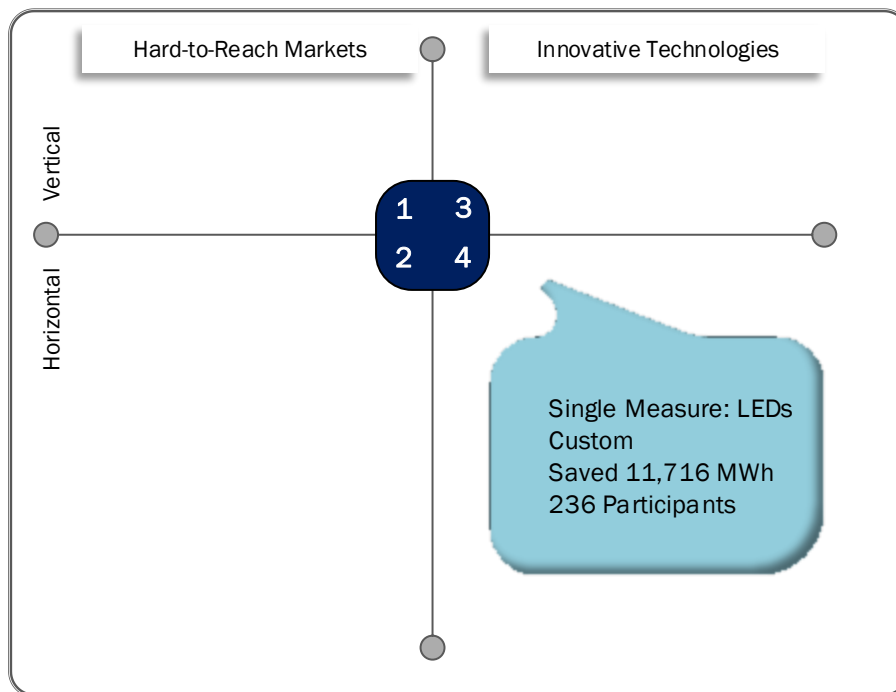 Hard-to-Reach Markets
Innovative Technologies
Vertical
Horizontal
1 3
2 4
Single Measure: LEDs
Custom
Saved 11,716 MWh
236 Participants